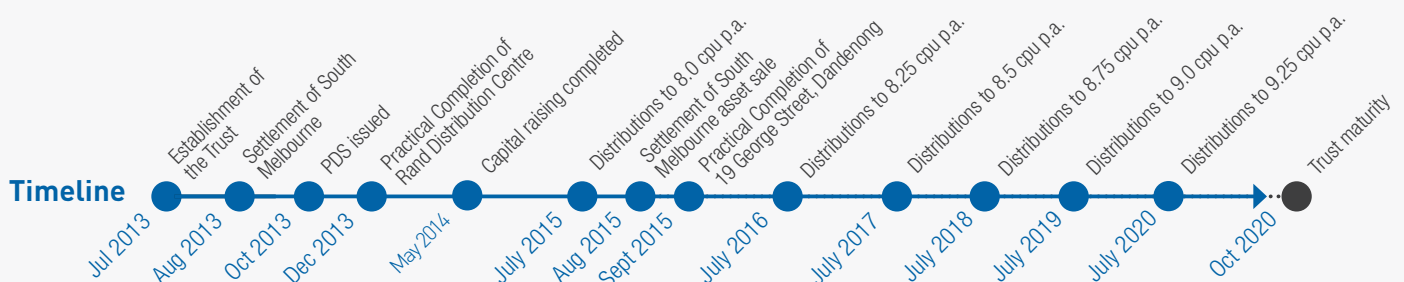 Timeline
Establishment of
the Trust
Jul 2013
Settlement of South
Melbourne
Aug 2013
PDS issued
Oct 2013
Practical Completion of
Rand Distribution Centre
Dec 2013
Capital raising completed
May 2014
Distributions to 8.0 cpu p.a.
July 2015
Settlement of South
Melbourne asset sale
Aug 2015
Practical Completion of
19 George Street, Dandenong
Sept 2015
Distributions to 8.25 cpu p.a.
July 2016
Distributions to 8.5 cpu p.a.
July 2017
Distributions to 8.75 cpu p.a.
July 2018
Distributions to 9.0 cpu p.a.
July 2019
Distributions to 9.25 cpu p.a.
July 2020
Trust maturity
Oct 2020